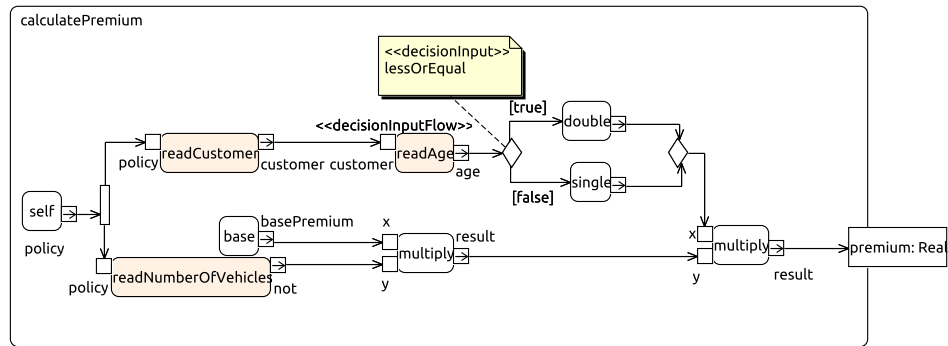 calculatePremium
<<decisionInput>>
lessOrEqual
[true]
double
<<decisionInputFlow>>
readCustomer
policy
customer
customer
readAge
age
single
[false]
self
policy
base
basePremium
x
multiply
result
y
policy
readNumberOfVehicles
not
x
multiply
y
result
premium: Real